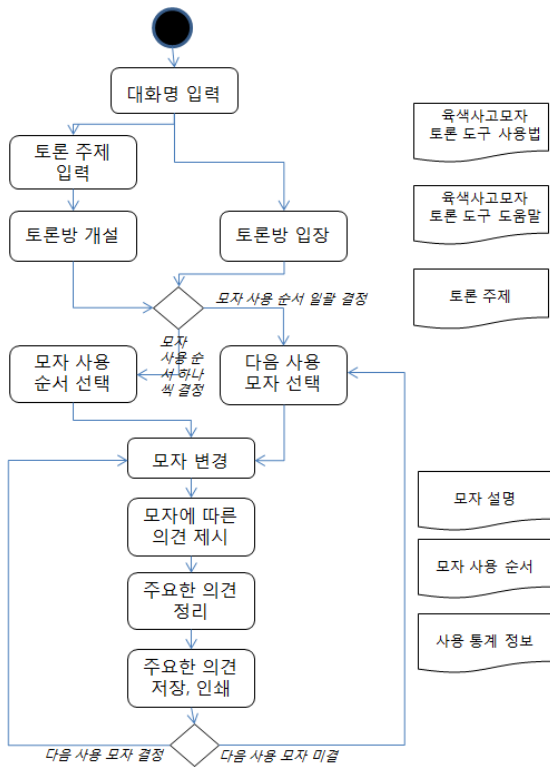 대화명 입력
육색사고모자
토론 도구 사용법
토론 주제
입력
육색사고모자
토론 도구 도움말
토론방 개설
토론방 입장
토론 주제
모자 사용 순서 일괄 결정
모자
사용 순
서 하나
씩 결정
모자 사용
순서 선택
다음 사용
모자 선택
모자 변경
모자 설명
모자에 따른
의견 제시
모자 사용 순서
주요한 의견
정리
사용 통계 정보
주요한 의견
저장, 인쇄
다음 사용 모자 결정
다음 사용 모자 미결